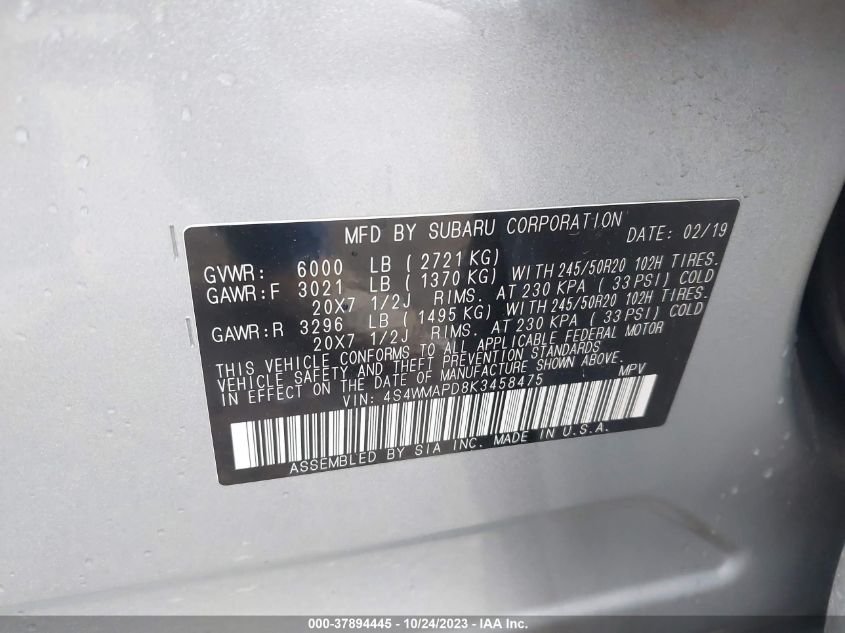 MFD BY SUBARU CORPORATION DATE: 02/19
GVWR: 6000 LB ( 2721 KG)
GAWR:F 3021 LB ( 1370 KG) WITH 245/50R20 102H TIRES.
20X7 1/2J RIMS. AT 230 KPA ( 33 PSI) COLD
GAWR:R 3296 LB ( 1495 KG) WITH 245/50R20 102H TIRES.
20X7 1/2J RIMS. AT 230 KPA ( 33 PSI) COLD
THIS VEHICLE CONFORMS TO ALL APPLICABLE FEDERAL MOTOR
VEHICLE SAFETY AND THEFT PREVENTION STANDARDS
IN EFFECT ON THE DATE OF MANUFACTURE SHOWN ABOVE.
VIN: 4S4WMAPD8K3458475 MPV
ASSEMBLED BY SIA INC. MADE IN U.S.A.
000-37894445 - 10/24/2023 - IAA Inc.